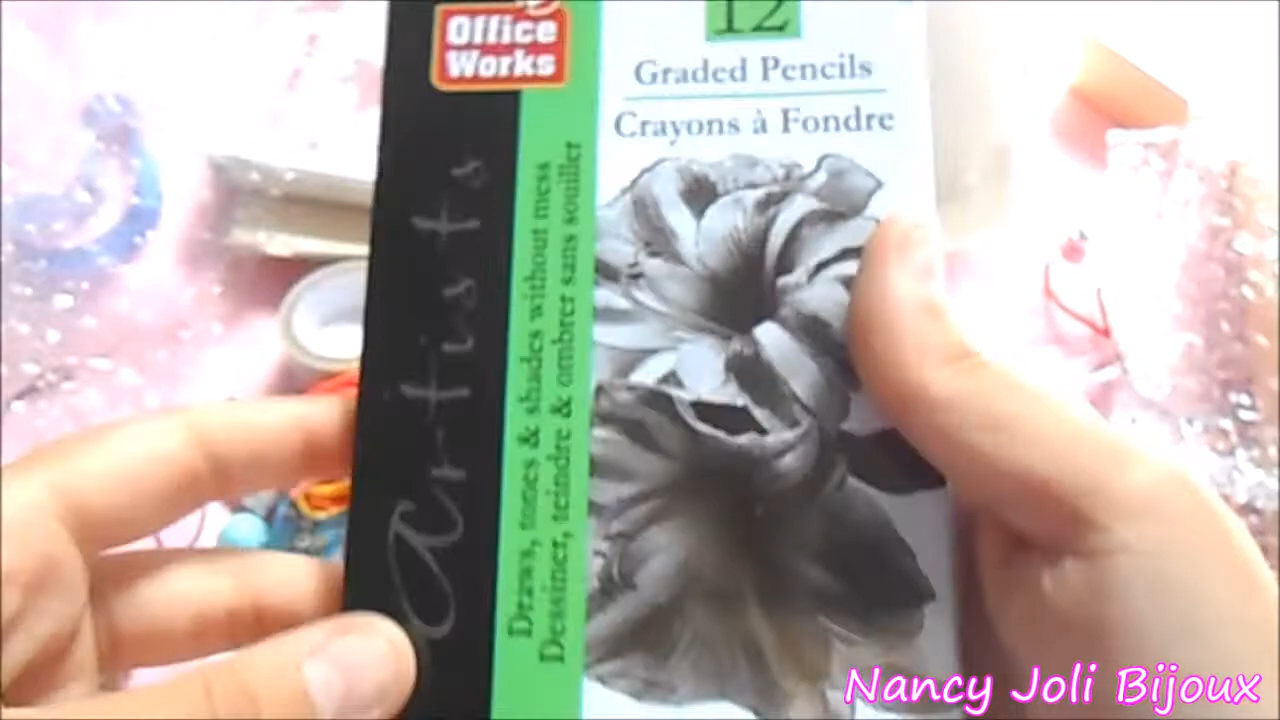 Office
Works
12
Graded Pencils
Crayons à Fondre
Artists
Draws, tones & shades without mess
Dessiner, teindre & ombrer sans souiller
Nancy Joli Bijoux